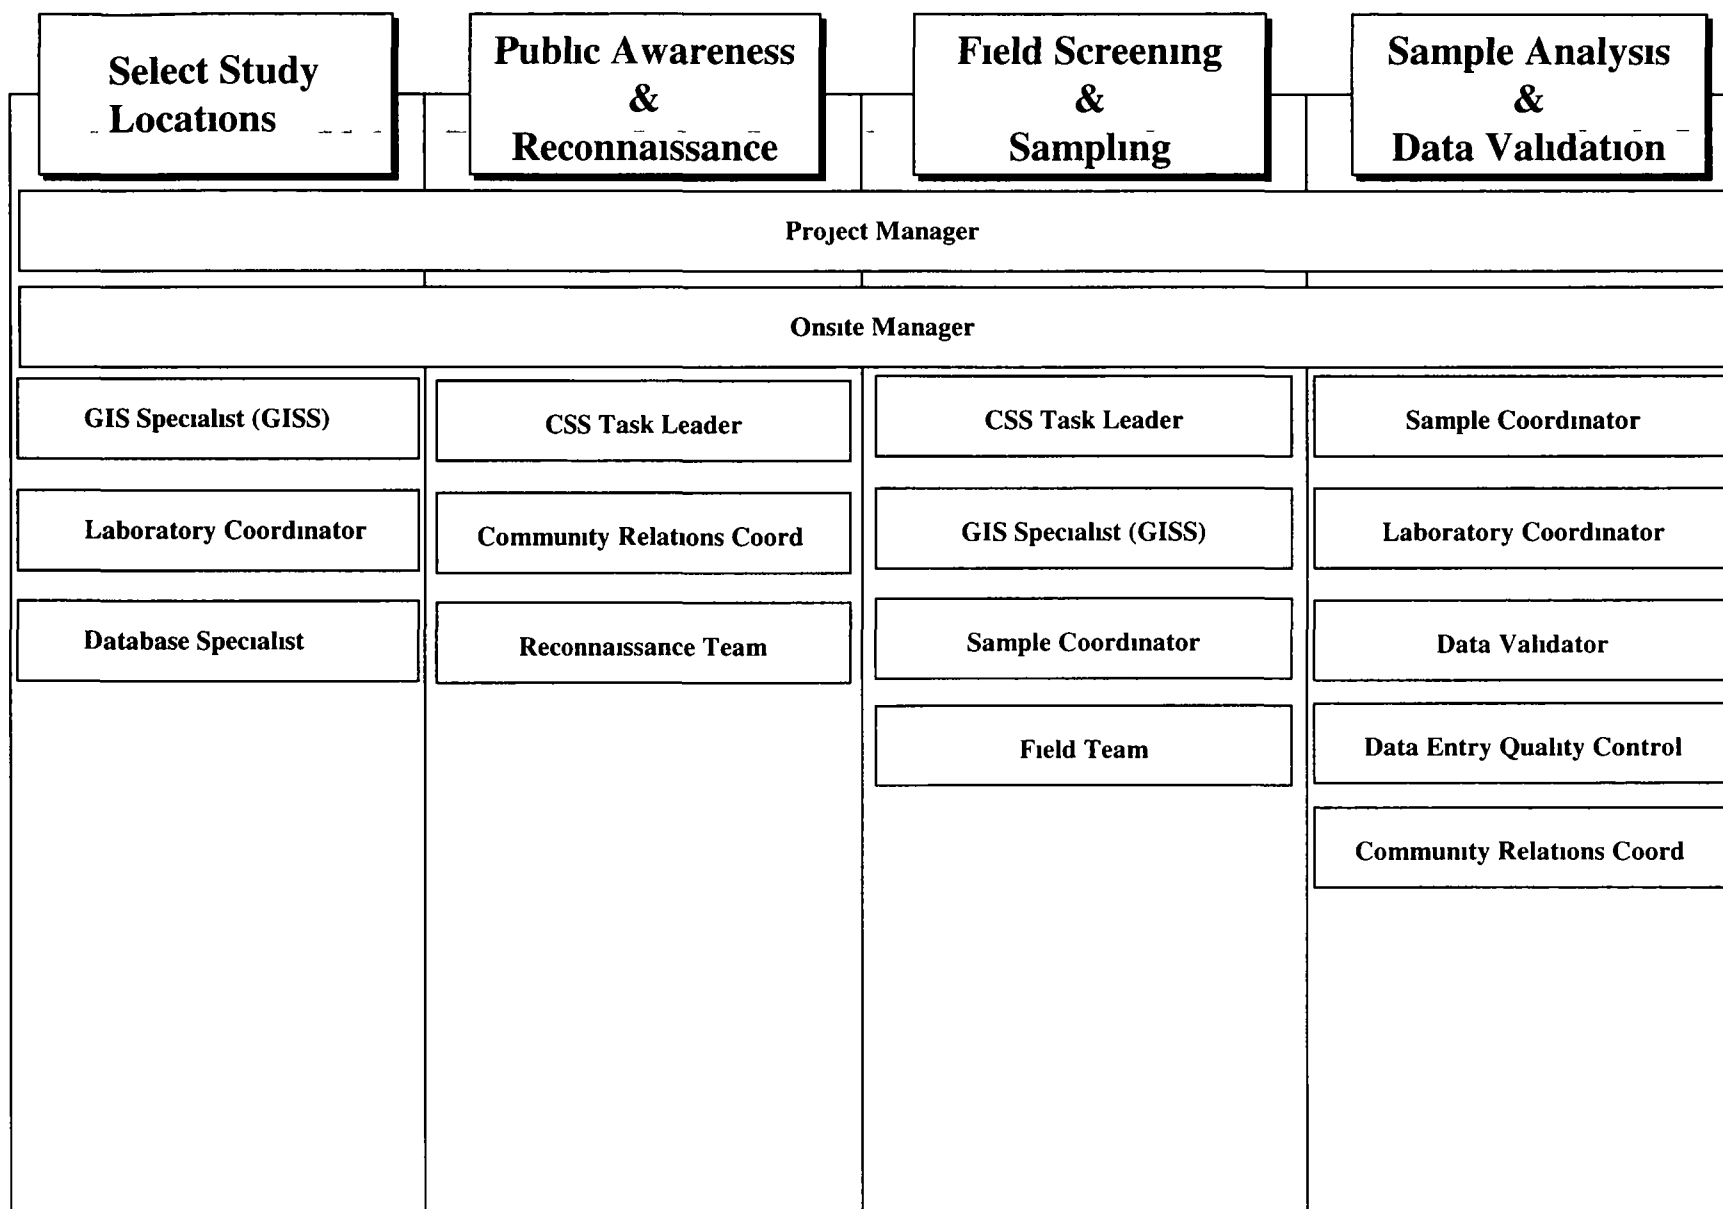 Select Study
Locations
Public Awareness
&
Reconnaissance
Field Screening
&
Sampling
Sample Analysis
&
Data Validation
Project Manager
Onsite Manager
GIS Specialist (GISS)
Laboratory Coordinator
Database Specialist
CSS Task Leader
Community Relations Coord
Reconnaissance Team
CSS Task Leader
GIS Specialist (GISS)
Sample Coordinator
Field Team
Sample Coordinator
Laboratory Coordinator
Data Validator
Data Entry Quality Control
Community Relations Coord